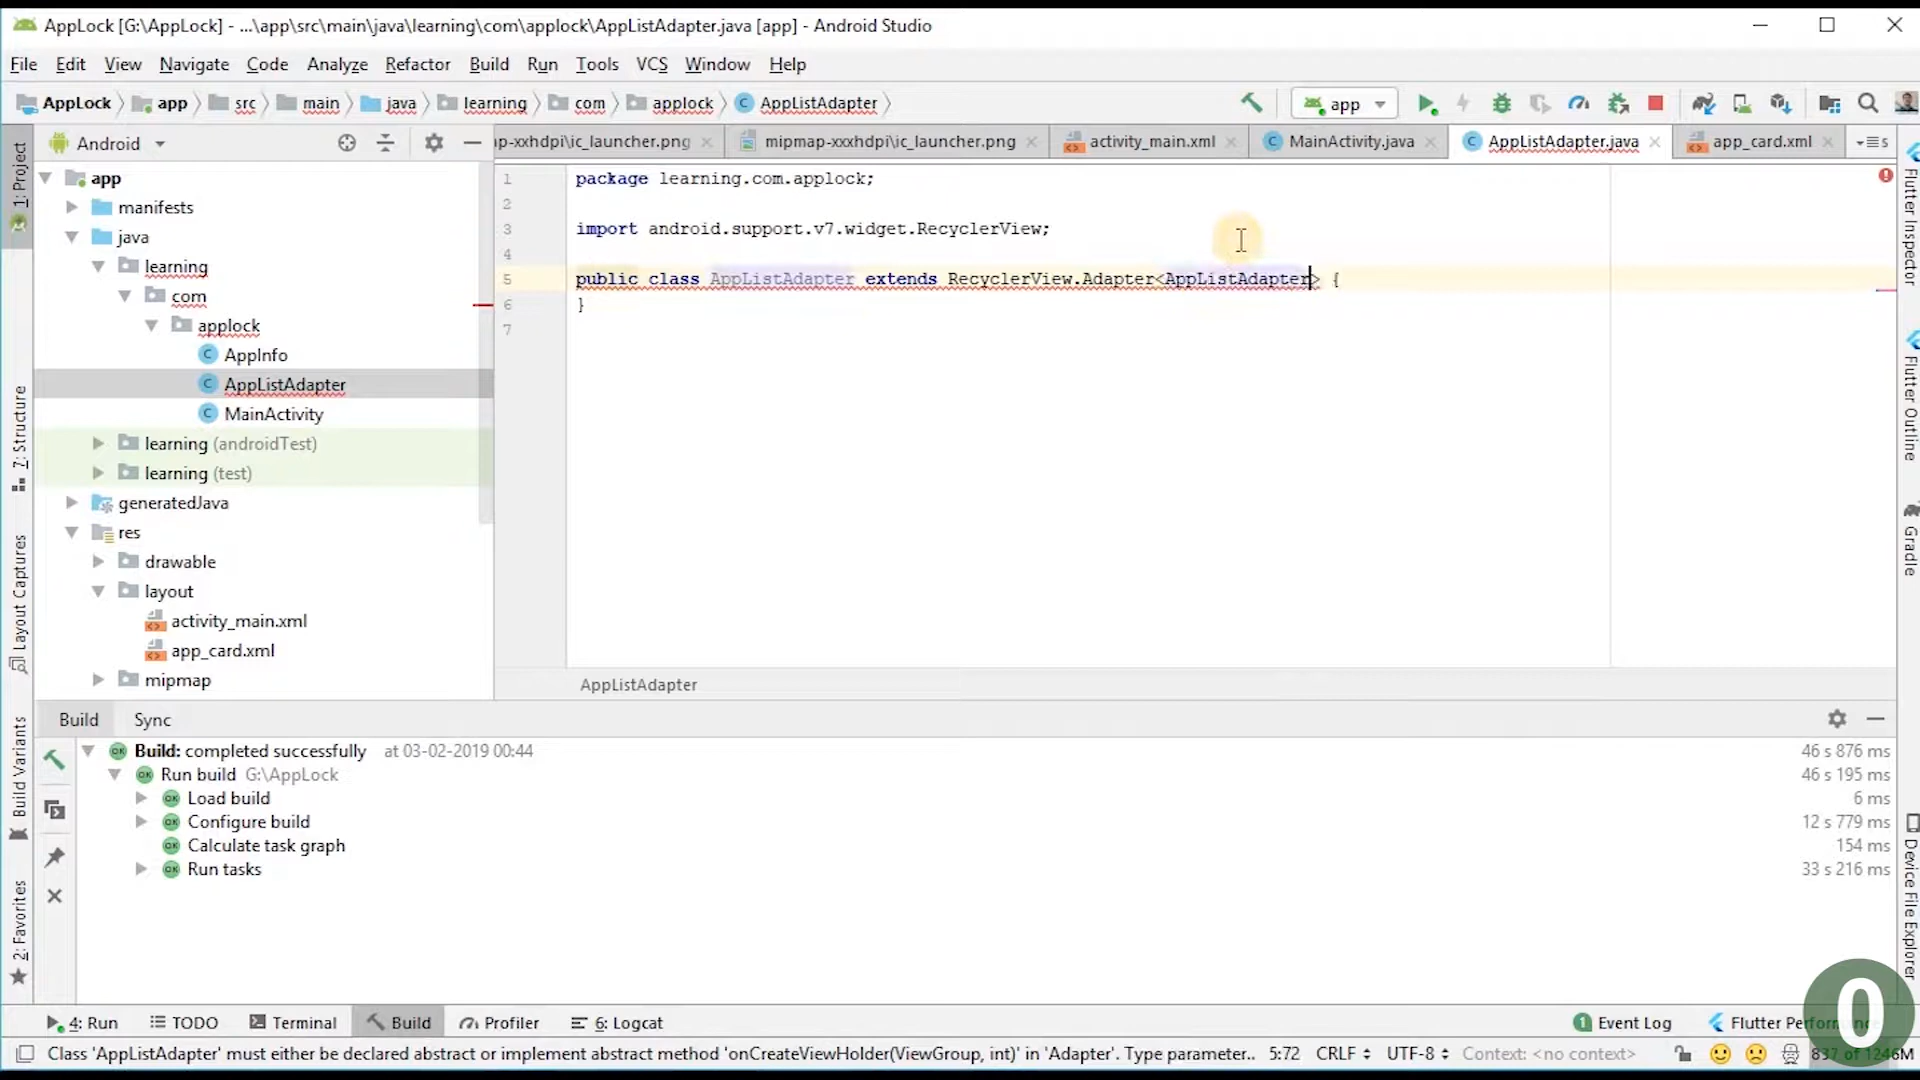 AppLock [G:\AppLock] - ...\app\src\main\java\learning\com\applock\AppListAdapter.java [app] - Android Studio
File Edit View Navigate Code Analyze Refactor Build Run Tools VCS Window Help
AppLock app src main java learning com applock AppListAdapter app
Android
p-xxhdpi\ic_launcher.png mipmap-xxxhdpi\ic_launcher.png activity_main.xml MainActivity.java AppListAdapter.java app_card.xml
1: Project
7: Structure
Layout Captures
Build Variants
2: Favorites
app
manifests
java
learning
com
applock
AppInfo
AppListAdapter
MainActivity
learning (androidTest)
learning (test)
generatedJava
res
drawable
layout
activity_main.xml
app_card.xml
mipmap
1 package learning.com.applock;
2
3 import android.support.v7.widget.RecyclerView;
4
5 public class AppListAdapter extends RecyclerView.Adapter<AppListAdapter> {
6 }
7
AppListAdapter
Flutter Inspector
Flutter Outline
Gradle
Device File Explorer
Build Sync
Build: completed successfully at 03-02-2019 00:44 46 s 876 ms
Run build G:\AppLock 46 s 195 ms
Load build 6 ms
Configure build 12 s 779 ms
Calculate task graph 154 ms
Run tasks 33 s 216 ms
4: Run TODO Terminal Build Profiler 6: Logcat 1 Event Log Flutter Perform
Class 'AppListAdapter' must either be declared abstract or implement abstract method 'onCreateViewHolder(ViewGroup, int)' in 'Adapter'. Type parameter.. 5:72 CRLF UTF-8 Context: <no context> 837 of 1246M
0